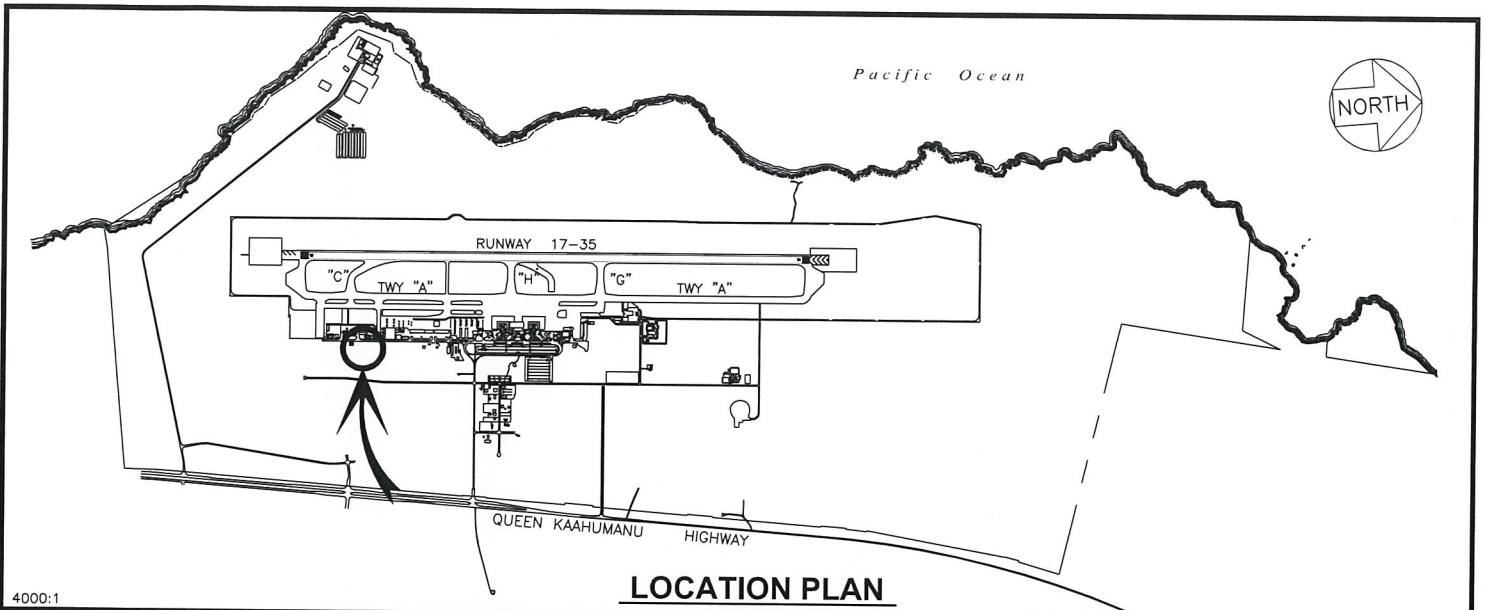 Pacific Ocean
NORTH
RUNWAY 17-35
"C"
"H"
"G"
TWY "A"
TWY "A"
QUEEN KAAHUMANU HIGHWAY
LOCATION PLAN
4000:1